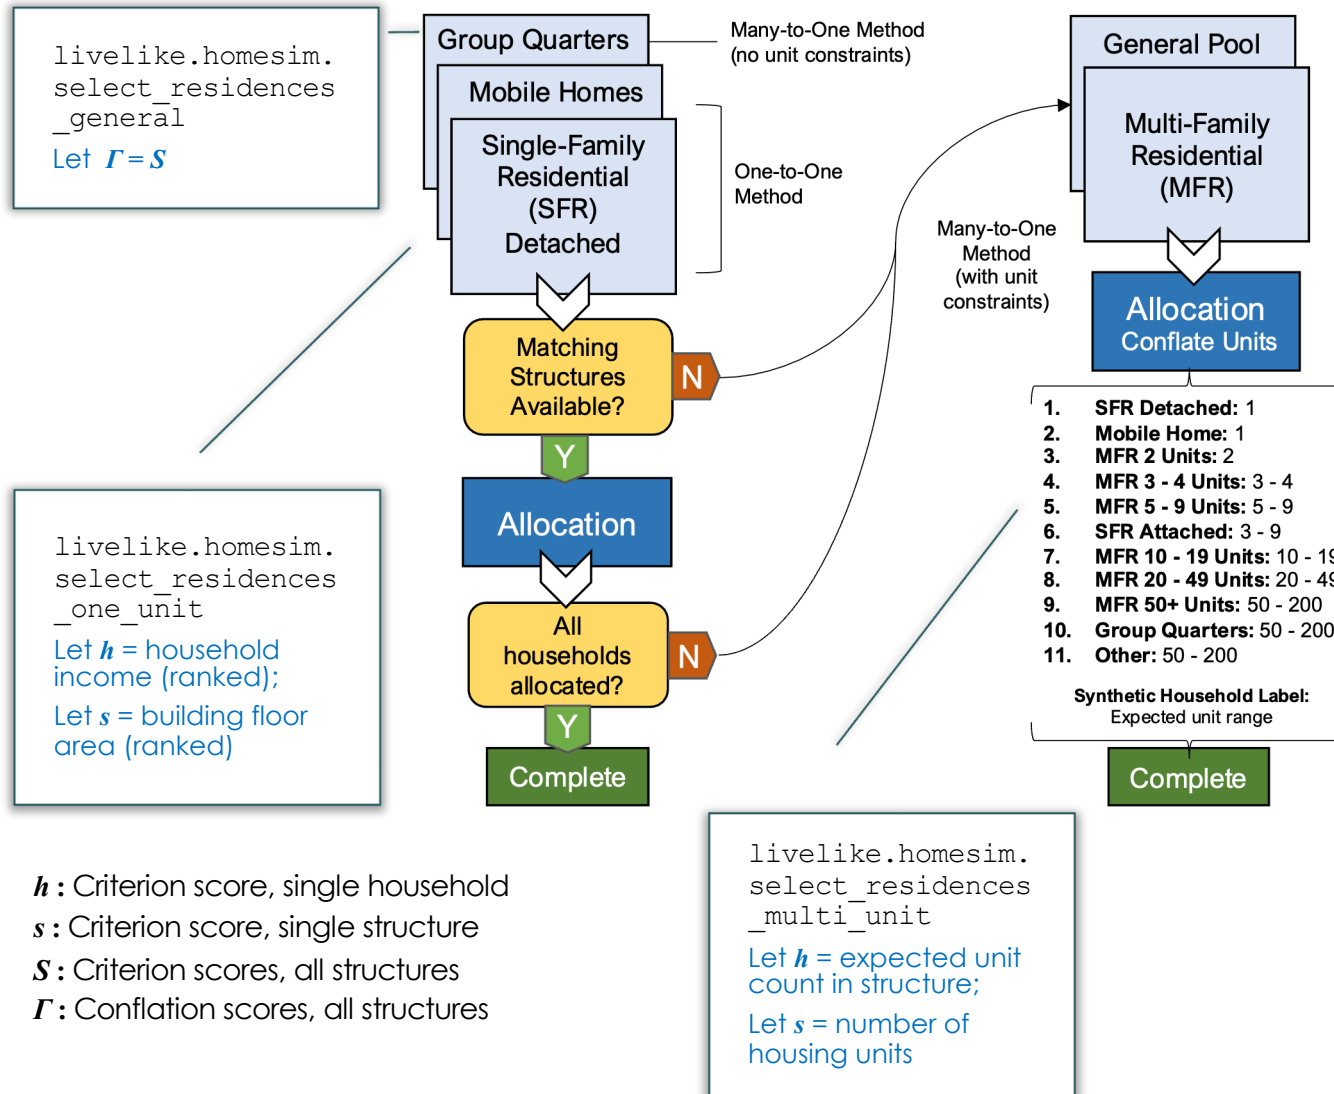 livelike.homesim.
select_residences
_general
Let Γ = S
Group Quarters
Mobile Homes
Single-Family
Residential
(SFR)
Detached
Many-to-One Method
(no unit constraints)
One-to-One
Method
Matching
Structures
Available?
N
Y
Allocation
All
households
allocated?
N
Y
Complete
General Pool
Multi-Family
Residential
(MFR)
Many-to-One
Method
(with unit
constraints)
Allocation
Conflate Units
1. SFR Detached: 1
2. Mobile Home: 1
3. MFR 2 Units: 2
4. MFR 3 - 4 Units: 3 - 4
5. MFR 5 - 9 Units: 5 - 9
6. SFR Attached: 3 - 9
7. MFR 10 - 19 Units: 10 - 19
8. MFR 20 - 49 Units: 20 - 49
9. MFR 50+ Units: 50 - 200
10. Group Quarters: 50 - 200
11. Other: 50 - 200
Synthetic Household Label:
Expected unit range
Complete
livelike.homesim.
select_residences
_one_unit
Let h = household
income (ranked);
Let s = building floor
area (ranked)
livelike.homesim.
select_residences
_multi_unit
Let h = expected unit
count in structure;
Let s = number of
housing units
h : Criterion score, single household
s : Criterion score, single structure
S : Criterion scores, all structures
Γ : Conflation scores, all structures